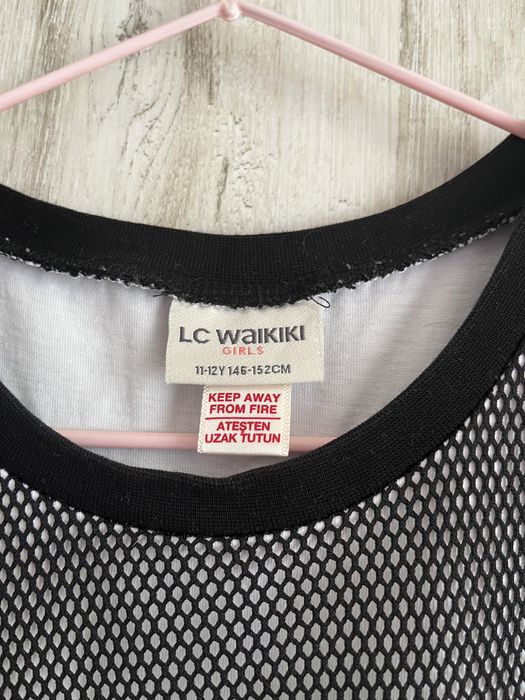 LC WAIKIKI
GIRLS
11-12Y 146-152CM
KEEP AWAY
FROM FIRE
ATEŞTEN
UZAK TUTUN